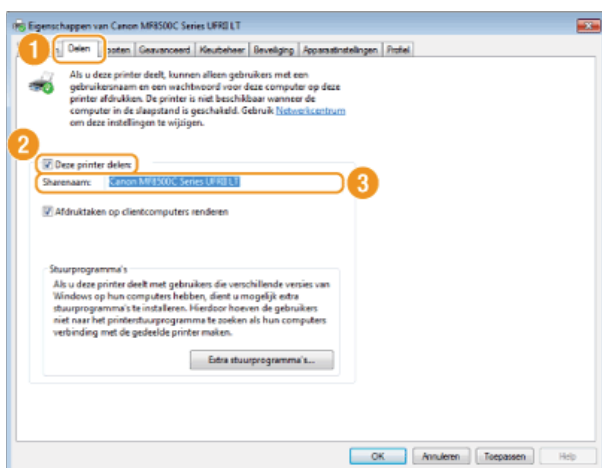 Eigenschappen van Canon MF8500C Series UFRII LT
1 Delen Poorten Geavanceerd Kleurbeheer Beveiliging Apparaatinstellingen Profiel
Als u deze printer deelt, kunnen alleen gebruikers met een
gebruikersnaam en een wachtwoord voor deze computer op deze
printer afdrukken. De printer is niet beschikbaar wanneer de
computer in de slaapstand is geschakeld. Gebruik Netwerkcentrum
om deze instellingen te wijzigen.
2
Deze printer delen:
Sharenaam: Canon MF8500C Series UFRII LT 3
Afdruktaken op clientcomputers renderen
Stuurprogramma's
Als u deze printer deelt met gebruikers die verschillende versies van
Windows op hun computers hebben, dient u mogelijk extra
stuurprogramma's te installeren. Hierdoor hoeven de gebruikers
niet naar het printerstuurprogramma te zoeken als hun computers
verbinding met de gedeelde printer maken.
Extra stuurprogramma's...
OK Annuleren Toepassen Help